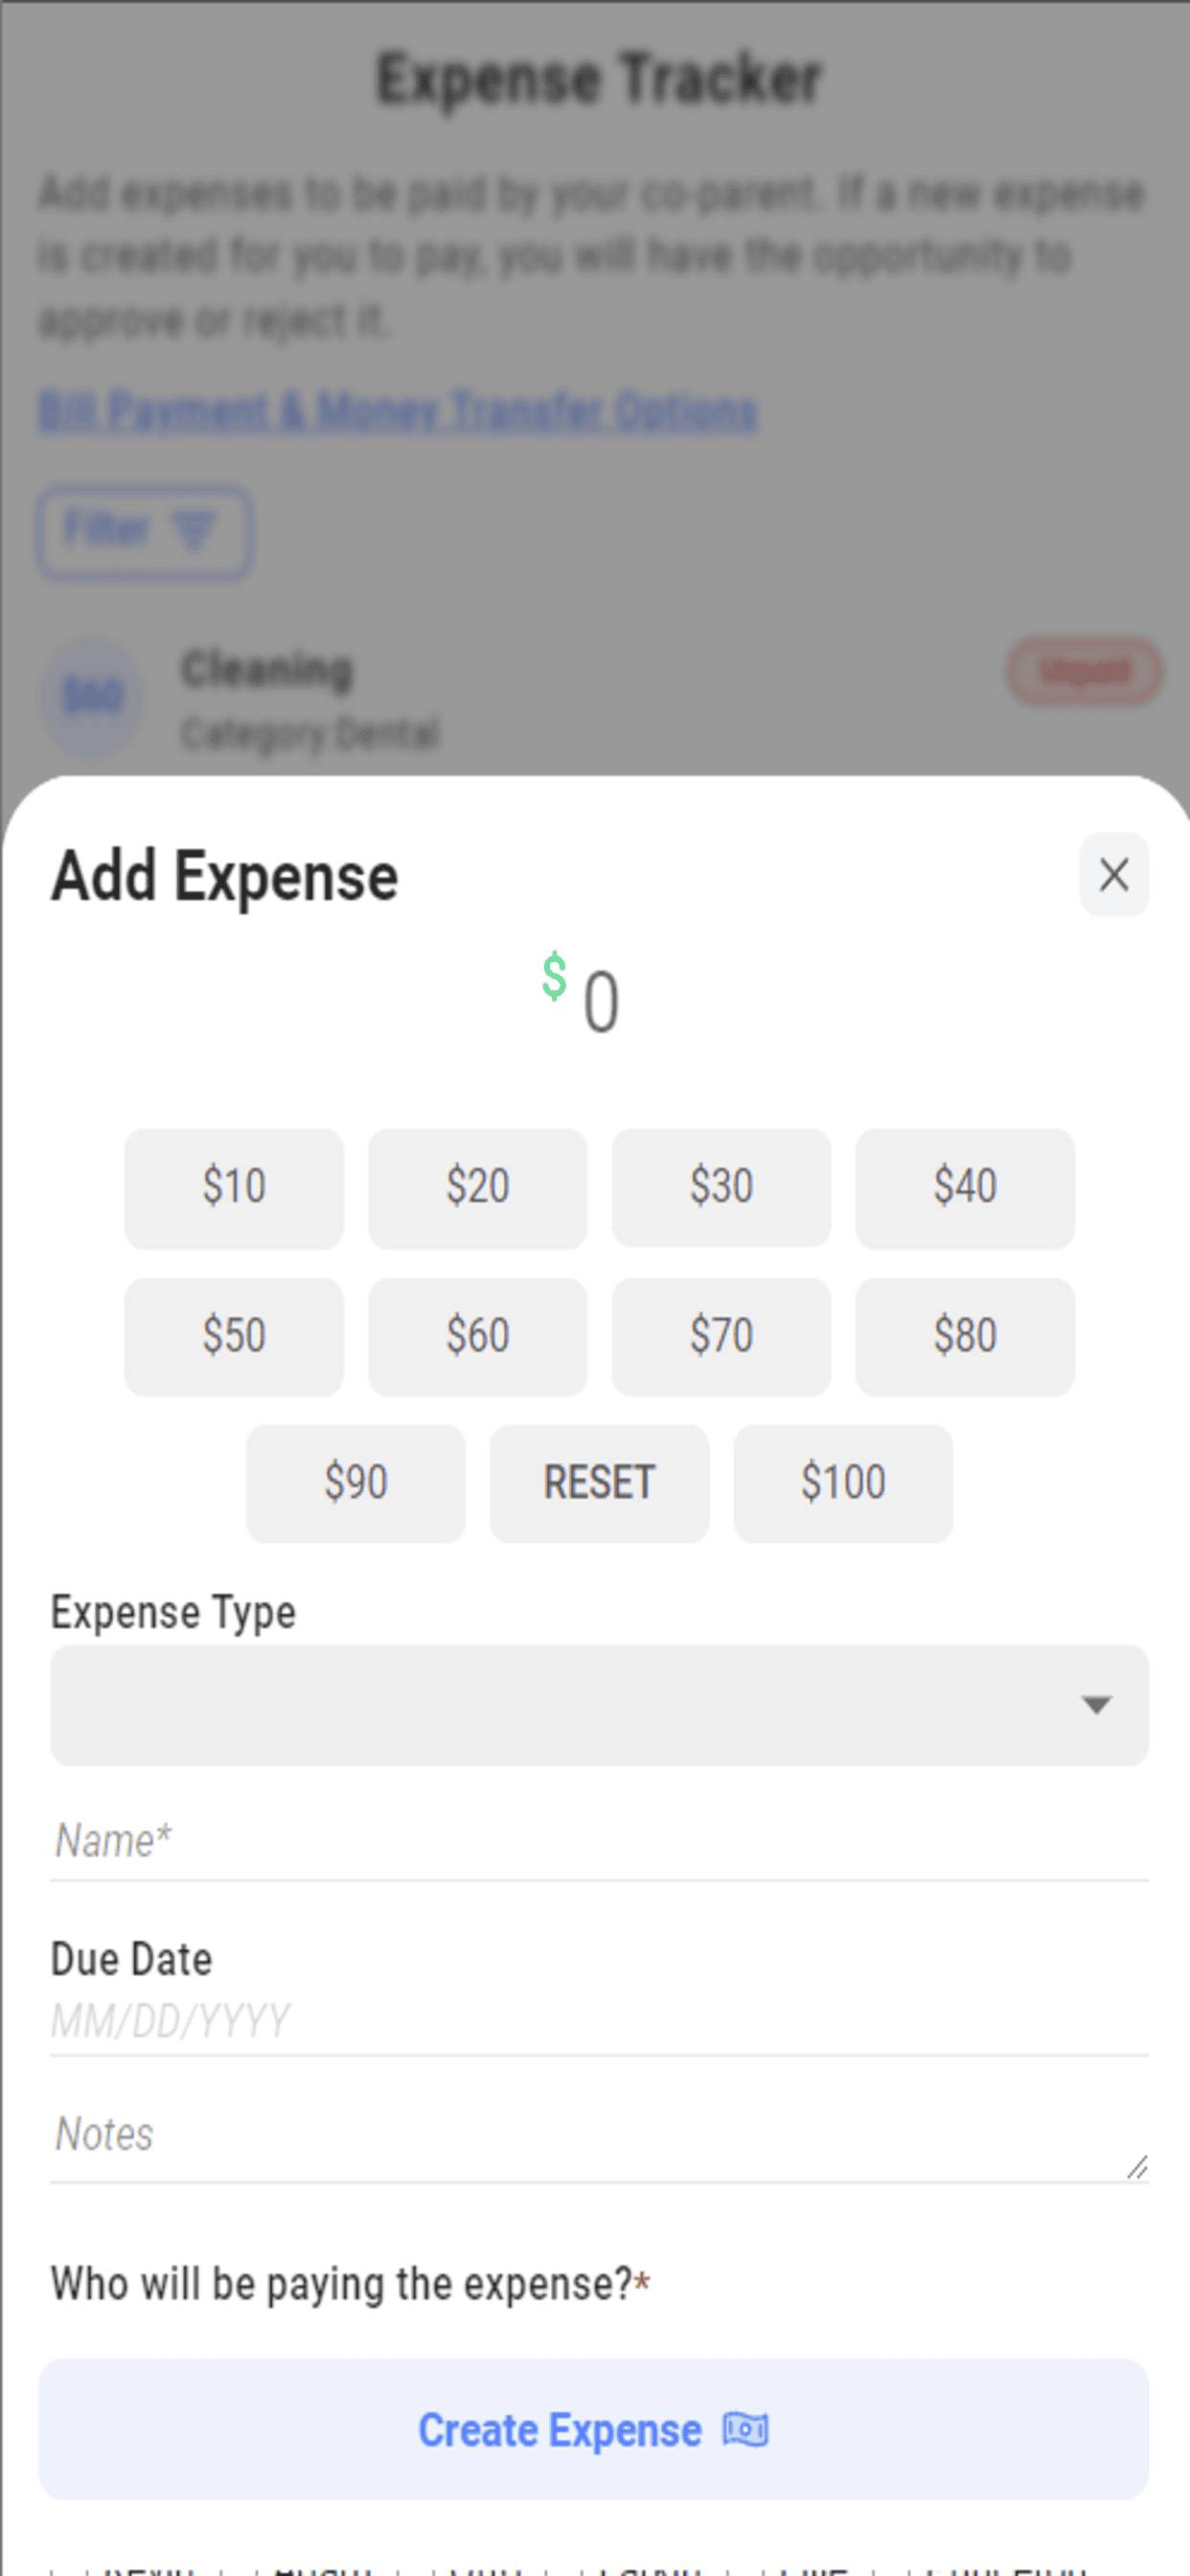 Expense Tracker
Add expenses to be paid by your co-parent. If a new expense
is created for you to pay, you will have the opportunity to
approve or reject it.
Bill Payment & Money Transfer Options
Filter
$60
Cleaning
Unpaid
Category:Dental
Add Expense
$ 0
$10 $20 $30 $40
$50 $60 $70 $80
$90 RESET $100
Expense Type
Name*
Due Date
MM/DD/YYYY
Notes
Who will be paying the expense?*
Create Expense